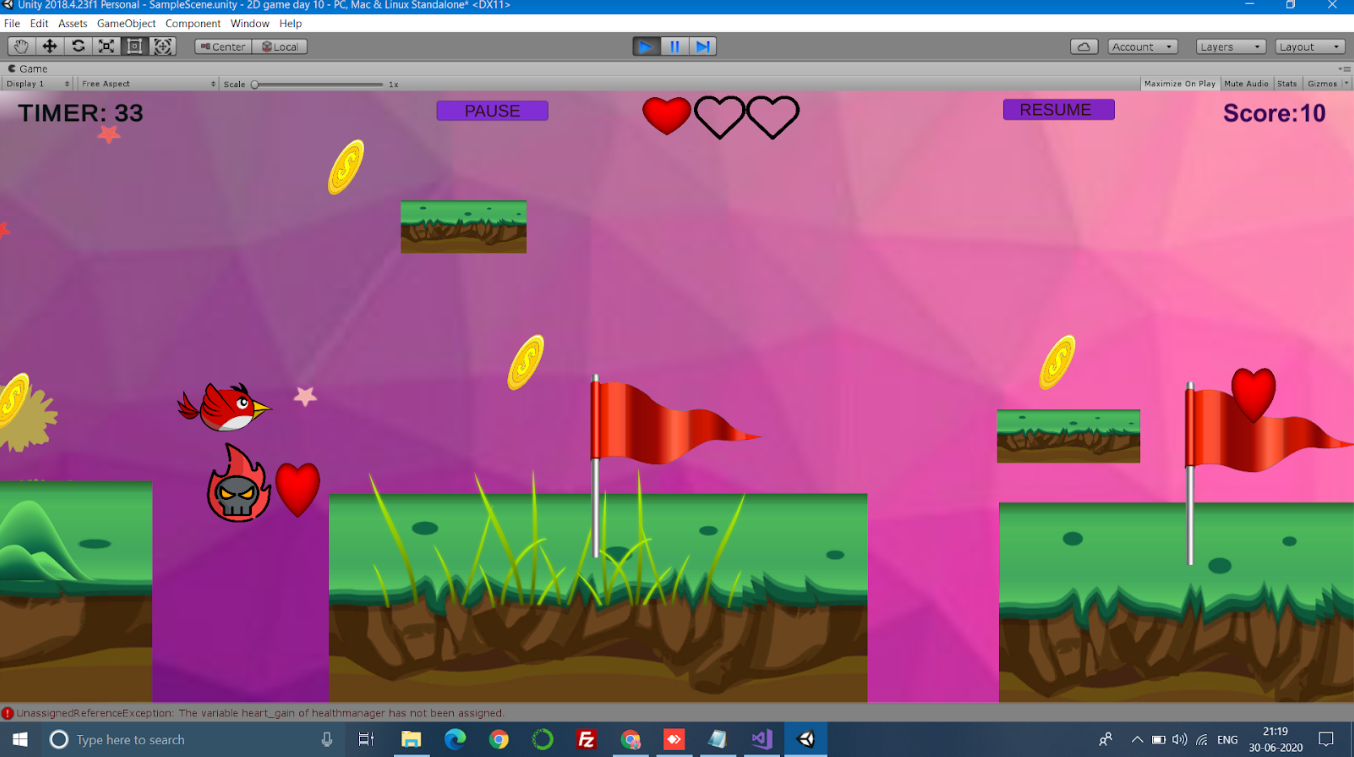 Unity 2018.4.23f1 Personal - SampleScene.unity - 2D game day 10 - PC, Mac & Linux Standalone* <DX11>
File Edit Assets GameObject Component Window Help
Center Local Account Layers Layout
Game
Display 1 Free Aspect Scale 1x Maximize On Play Mute Audio Stats Gizmos
TIMER: 33 PAUSE RESUME Score:10
UnassignedReferenceException: The variable heart_gain of healthmanager has not been assigned.
Type here to search ENG 21:19
30-06-2020